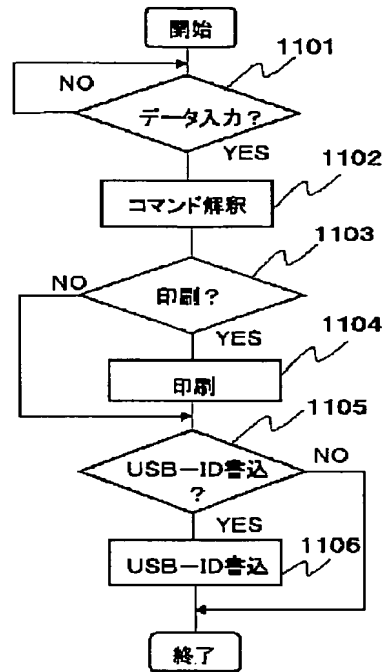 開始
1101
NO
データ入力?
YES
1102
コマンド解釈
1103
NO
印刷?
YES
1104
印刷
1105
USB-ID書込
?
NO
YES
1106
USB-ID書込
終了